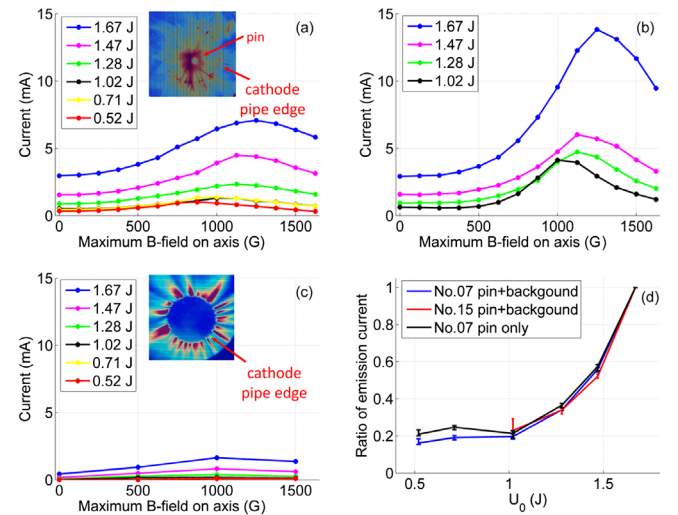 (a)
15
10
5
0
Current (mA)
1.67 J
1.47 J
1.28 J
1.02 J
0.71 J
0.52 J
pin
cathode
pipe edge
0
500
1000
1500
Maximum B-field on axis (G)
(b)
15
10
5
0
Current (mA)
1.67 J
1.47 J
1.28 J
1.02 J
0
500
1000
1500
Maximum B-field on axis (G)
(c)
15
10
5
0
Current (mA)
1.67 J
1.47 J
1.28 J
1.02 J
0.71 J
0.52 J
cathode
pipe edge
0
500
1000
1500
Maximum B-field on axis (G)
(d)
1
0.8
0.6
0.4
0.2
0
Ratio of emission current
No.07 pin+backgound
No.15 pin+backgound
No.07 pin only
0.5
1
1.5
U0 (J)